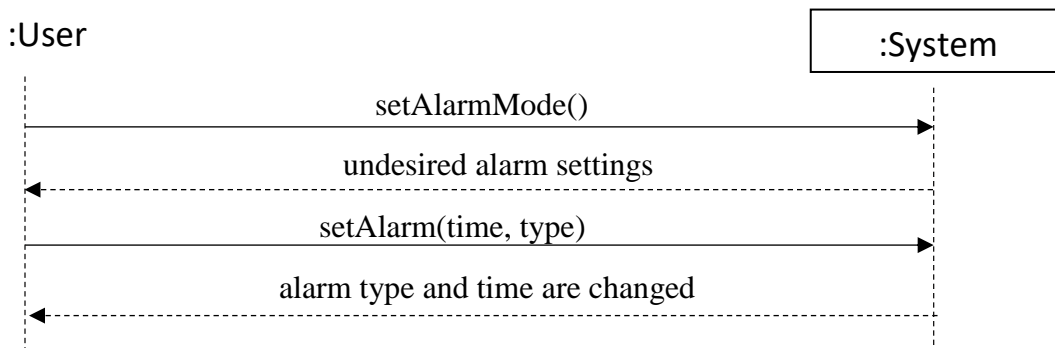 :User
:System
setAlarmMode()
undesired alarm settings
setAlarm(time, type)
alarm type and time are changed